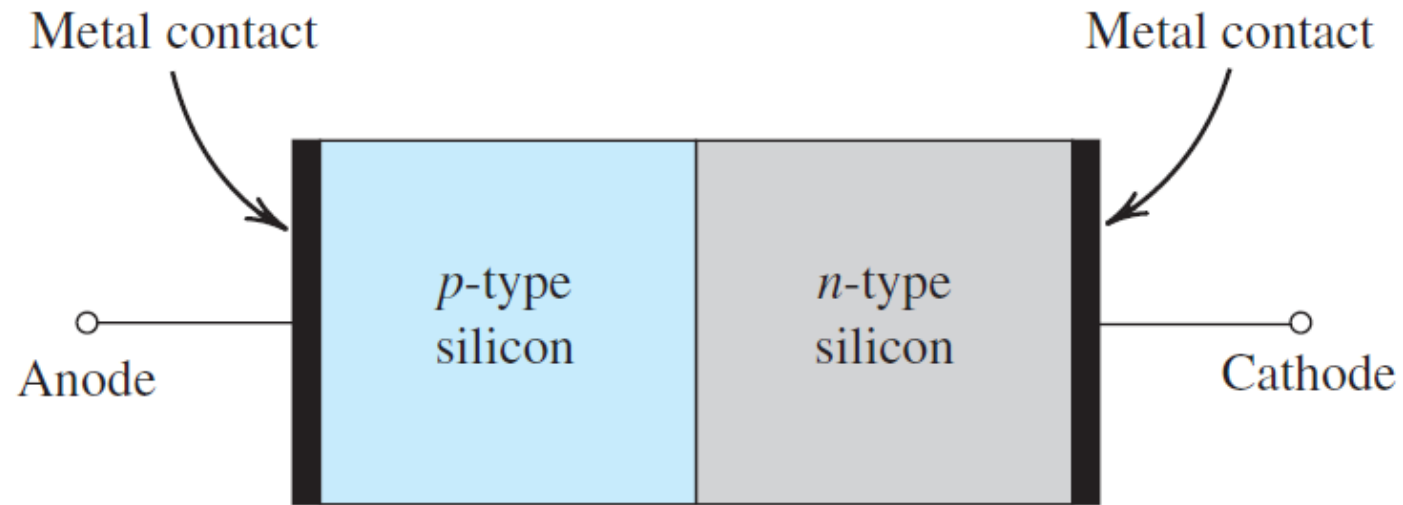 Metal contact
Metal contact
p-type
silicon
n-type
silicon
Anode
Cathode